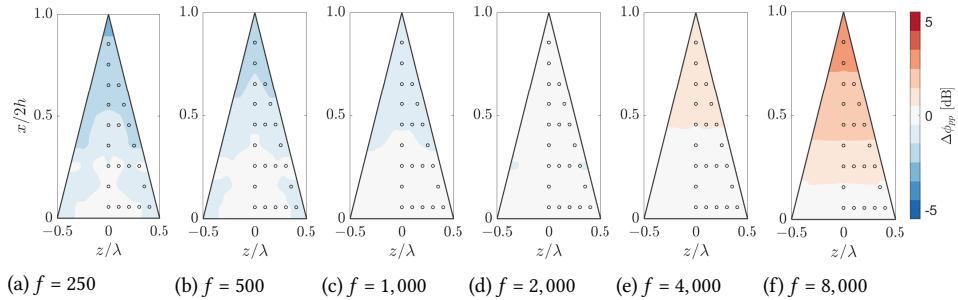 1.0 1.0 1.0 1.0 1.0 1.0 5
x/2h 0.5 0.5 0.5 0.5 0.5 0.5 0 Δϕpp [dB]
0 0 0 0 0 0 -5
−0.5 0 0.5 −0.5 0 0.5 −0.5 0 0.5 −0.5 0 0.5 −0.5 0 0.5 −0.5 0 0.5
z/λ z/λ z/λ z/λ z/λ z/λ
(a) f = 250 (b) f = 500 (c) f = 1,000 (d) f = 2,000 (e) f = 4,000 (f) f = 8,000